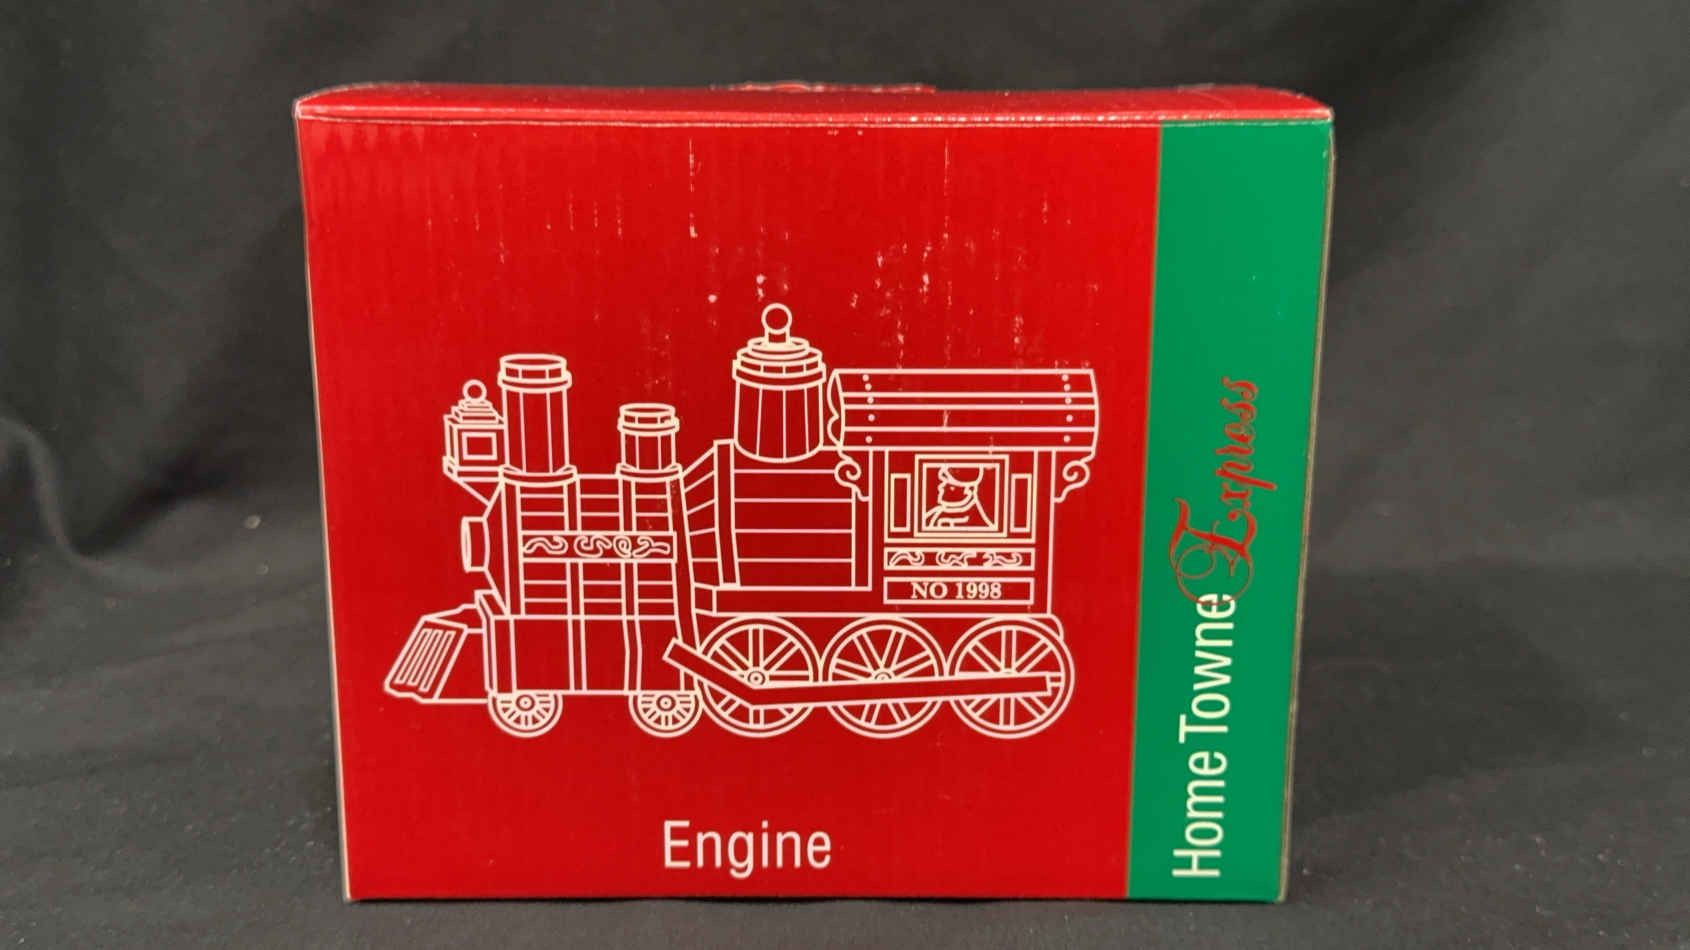 NO 1998
Engine
Home Towne Express